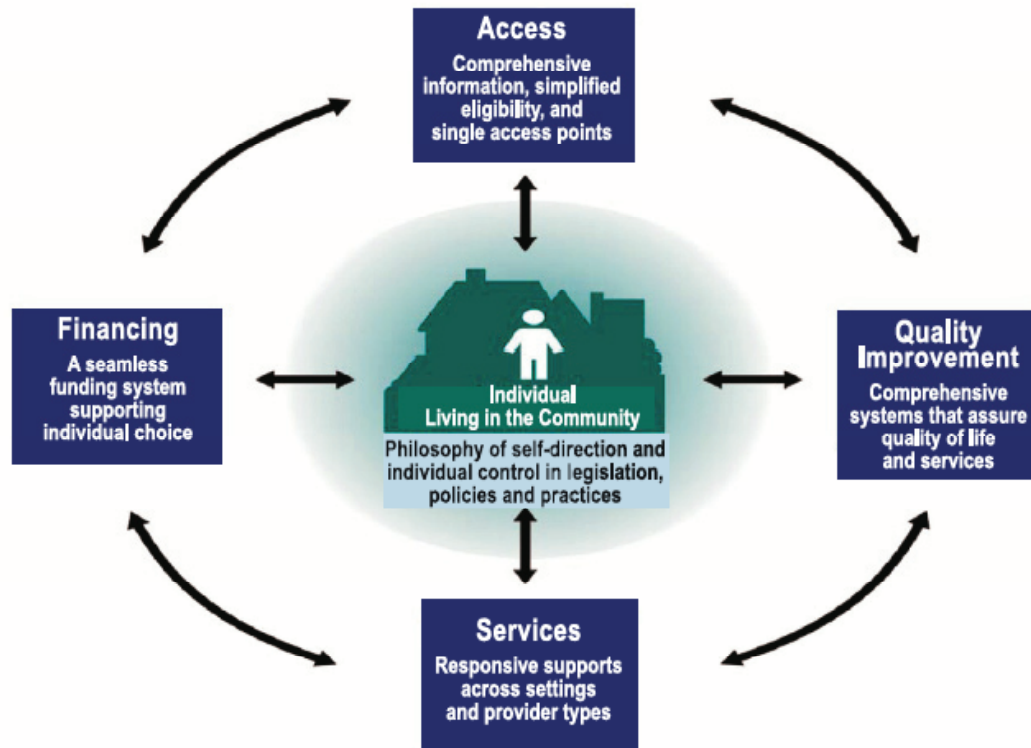 Access
Comprehensive
information, simplified
eligibility, and
single access points
Financing
A seamless
funding system
supporting
individual choice
Individual
Living in the Community
Philosophy of self-direction and
individual control in legislation,
policies and practices
Quality
Improvement
Comprehensive
systems that assure
quality of life
and services
Services
Responsive supports
across settings
and provider types